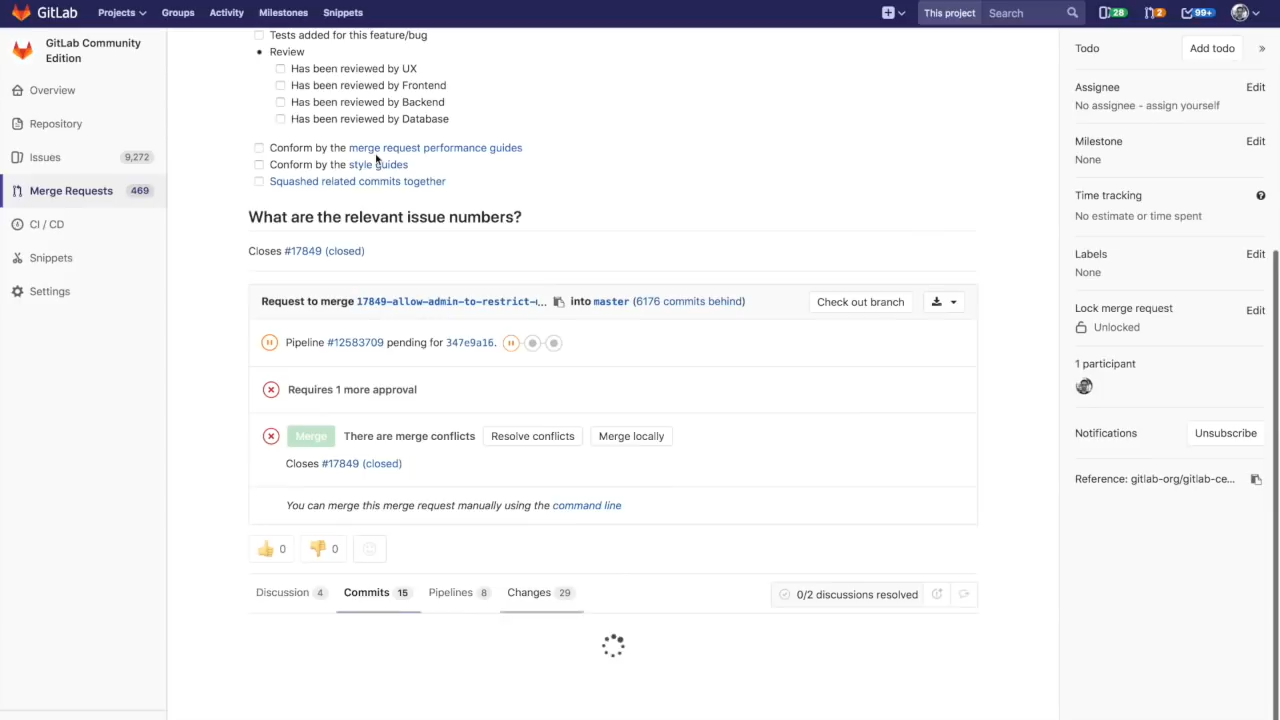 GitLab Projects Groups Activity Milestones Snippets This project Search 28 2 99+
GitLab Community
Edition
Overview
Repository
Issues 9,272
Merge Requests 469
CI / CD
Snippets
Settings
Tests added for this feature/bug
Review
Has been reviewed by UX
Has been reviewed by Frontend
Has been reviewed by Backend
Has been reviewed by Database
Conform by the merge request performance guides
Conform by the style guides
Squashed related commits together
What are the relevant issue numbers?
Closes #17849 (closed)
Request to merge 17849-allow-admin-to-restrict-… into master (6176 commits behind) Check out branch
Pipeline #12583709 pending for 347e9a16.
Requires 1 more approval
Merge There are merge conflicts Resolve conflicts Merge locally
Closes #17849 (closed)
You can merge this merge request manually using the command line
0 0
Discussion 4 Commits 15 Pipelines 8 Changes 29 0/2 discussions resolved
Todo Add todo »
Assignee Edit
No assignee - assign yourself
Milestone Edit
None
Time tracking
No estimate or time spent
Labels Edit
None
Lock merge request Edit
Unlocked
1 participant
Notifications Unsubscribe
Reference: gitlab-org/gitlab-ce…